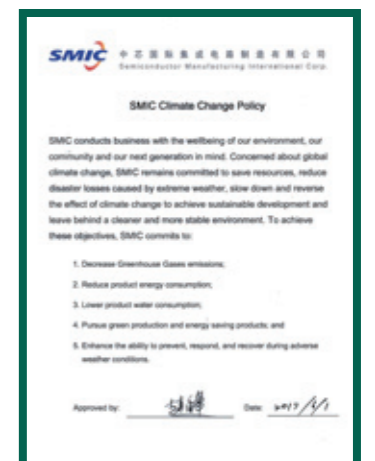 SMIC 中芯国际集成电路制造有限公司
Semiconductor Manufacturing International Corp.
SMIC Climate Change Policy
SMIC conducts business with the wellbeing of our environment, our
community and our next generation in mind. Concerned about global
climate change, SMIC remains committed to save resources, reduce
disaster losses caused by extreme weather, slow down and reverse
the effect of climate change to achieve sustainable development and
leave behind a cleaner and more stable environment. To achieve
these objectives, SMIC commits to:
1. Decrease Greenhouse Gases emissions;
2. Reduce product energy consumption;
3. Lower product water consumption;
4. Pursue green production and energy saving products; and
5. Enhance the ability to prevent, respond, and recover during adverse
weather conditions.
Approved by: Date: 2017/6/1